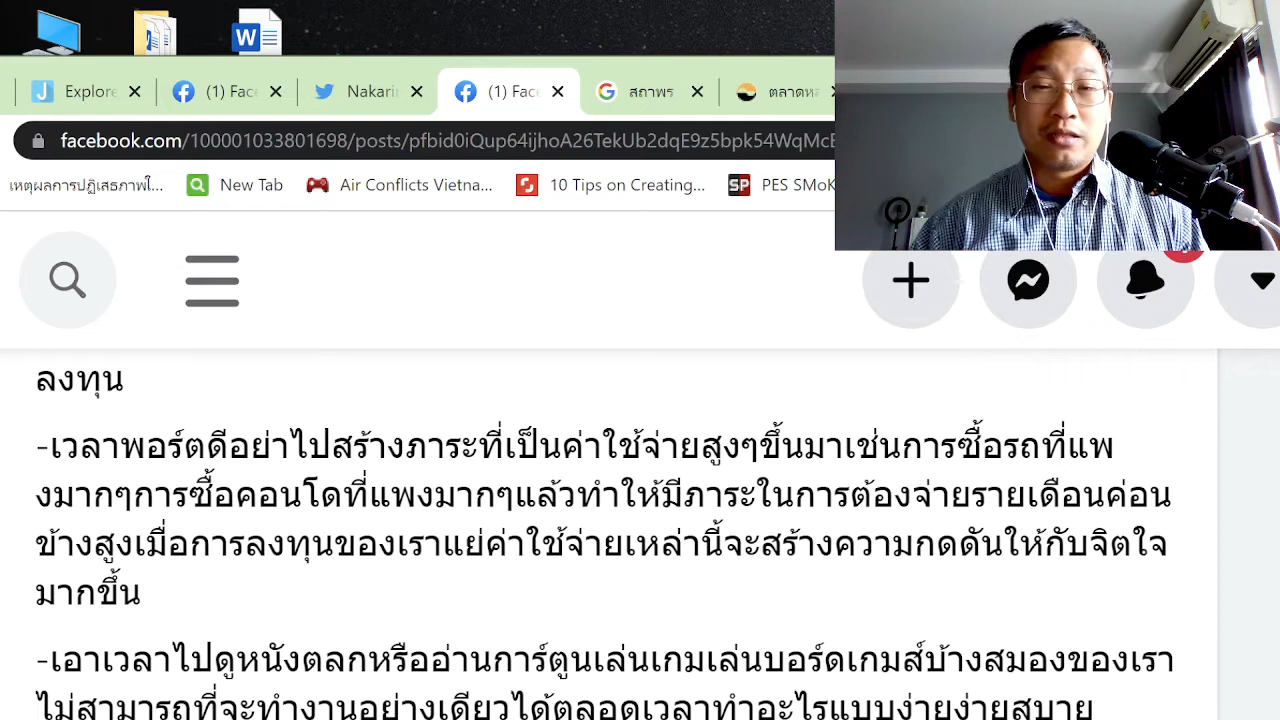 W
Explore
(1) Face
Nakarin
(1) Face
สภาพร
ตลาดหล
facebook.com/100001033801698/posts/pfbid0iQup64ijhoA26TekUb2dqE9z5bpk54WqMcE
เหตุผลการปฏิเสธภาพใ...
New Tab
Air Conflicts Vietna...
10 Tips on Creating...
SP PES SMoK
ลงทุน
-เวลาพอร์ตดีอย่าไปสร้างภาระที่เป็นค่าใช้จ่ายสูงๆขึ้นมาเช่นการซื้อรถที่แพ
งมากๆการซื้อคอนโดที่แพงมากๆแล้วทำให้มีภาระในการต้องจ่ายรายเดือนค่อน
ข้างสูงเมื่อการลงทุนของเราแย่ค่าใช้จ่ายเหล่านี้จะสร้างความกดดันให้กับจิตใจ
มากขึ้น
-เอาเวลาไปดูหนังตลกหรืออ่านการ์ตูนเล่นเกมเล่นบอร์ดเกมส์บ้างสมองของเรา
ไม่สามารถที่จะทำงานอย่างเดียวได้ตลอดเวลาทำอะไรแบบง่ายง่ายสบาย